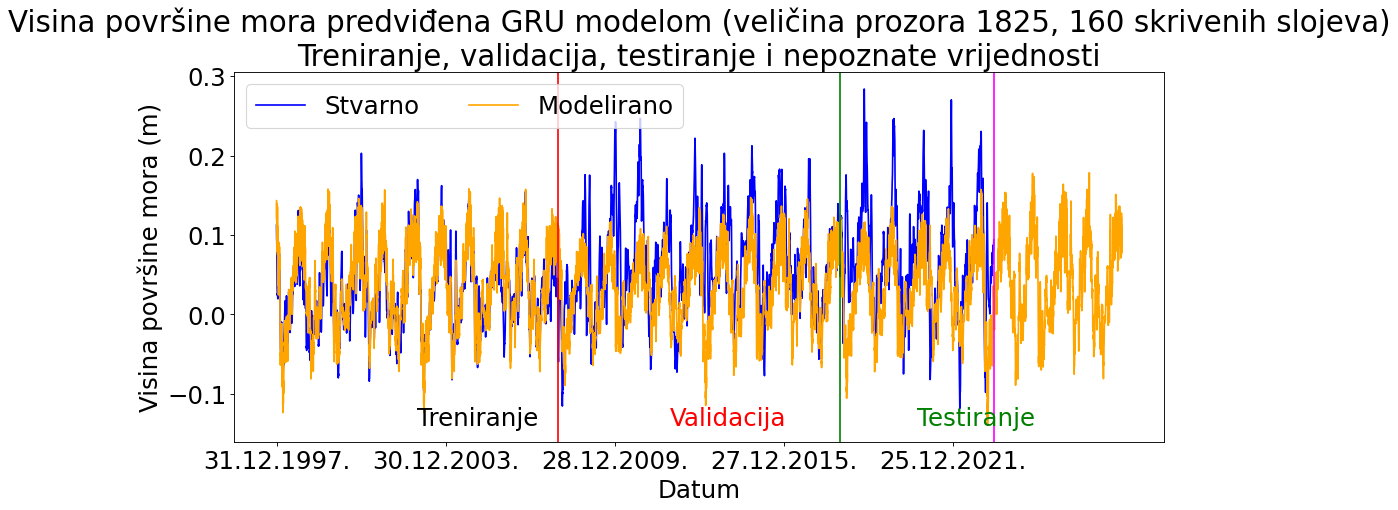 Visina površine mora predviđena GRU modelom (veličina prozora 1825, 160 skrivenih slojeva)
Treniranje, validacija, testiranje i nepoznate vrijednosti
Stvarno
Modelirano
Visina površine mora (m)
0.3
0.2
0.1
0.0
−0.1
Treniranje
Validacija
Testiranje
31.12.1997.
30.12.2003.
28.12.2009.
27.12.2015.
25.12.2021.
Datum